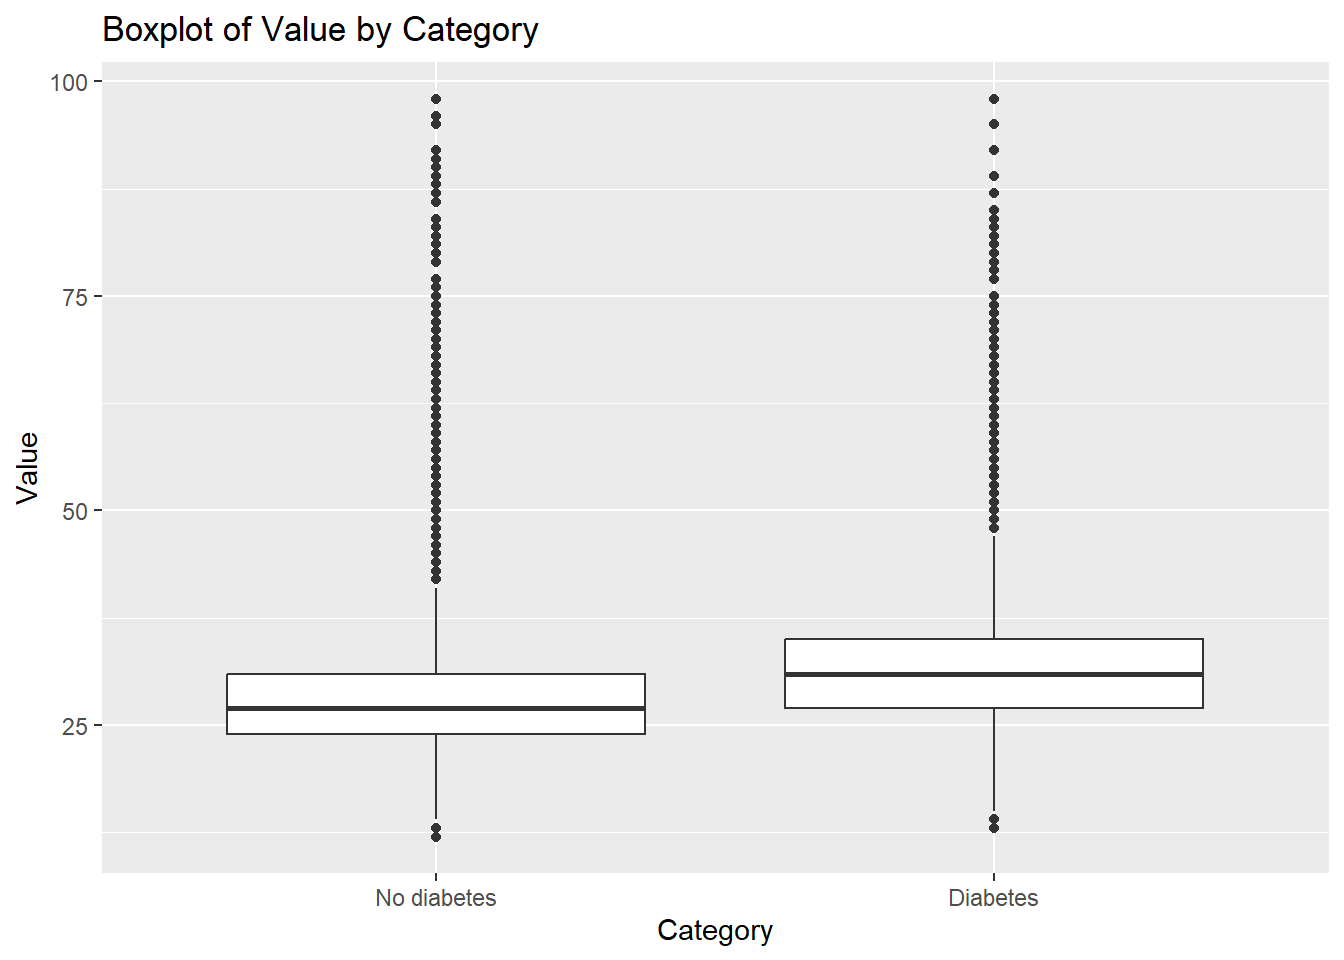 Boxplot of Value by Category
100
75
50
25
Value
No diabetes
Diabetes
Category